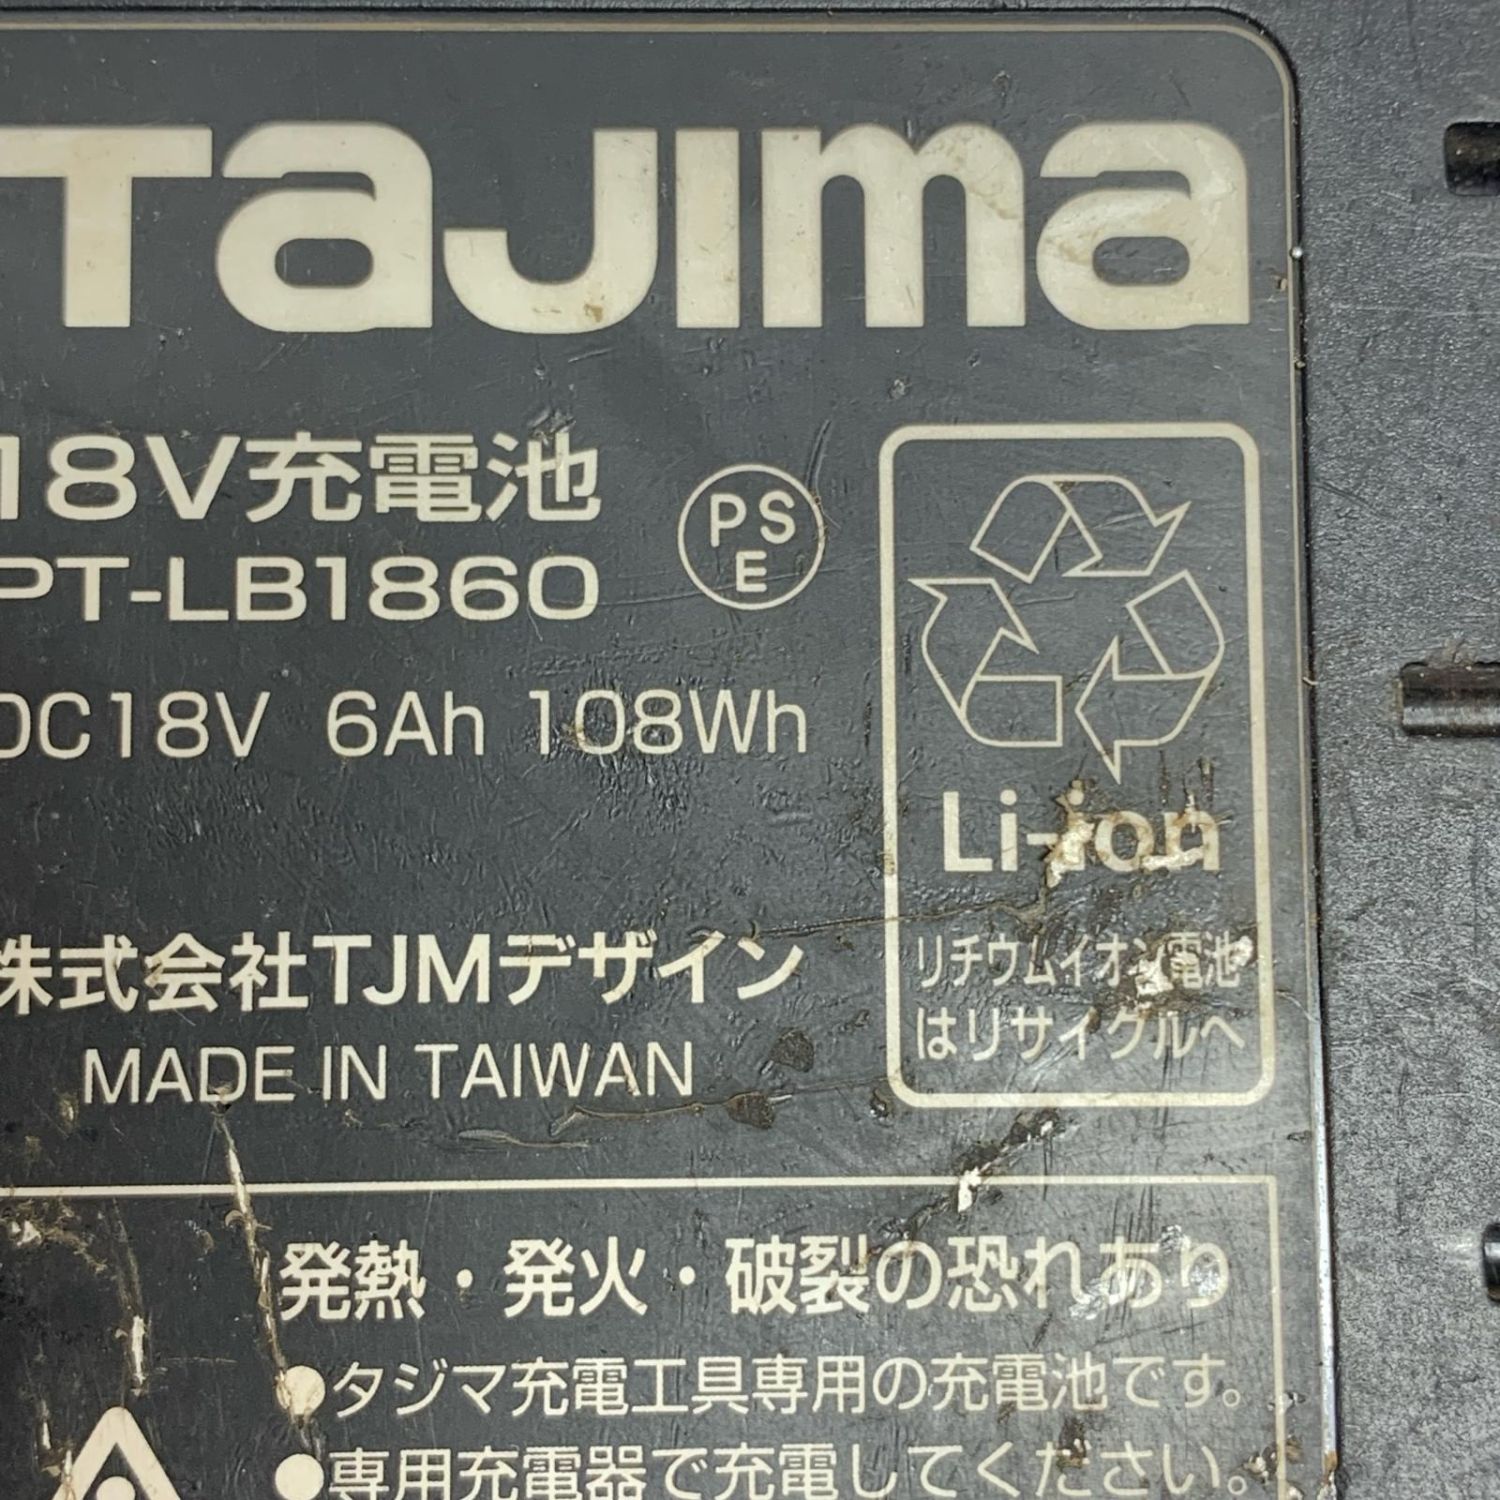 Tajima
18V充電池
PT-LB1860
PS
E
DC18V 6Ah 108Wh
Li-ion
リチウムイオン電池
はリサイクルへ
株式会社TJMデザイン
MADE IN TAIWAN
発熱・発火・破裂の恐れあり
●タジマ充電工具専用の充電池です。
●専用充電器で充電してください。